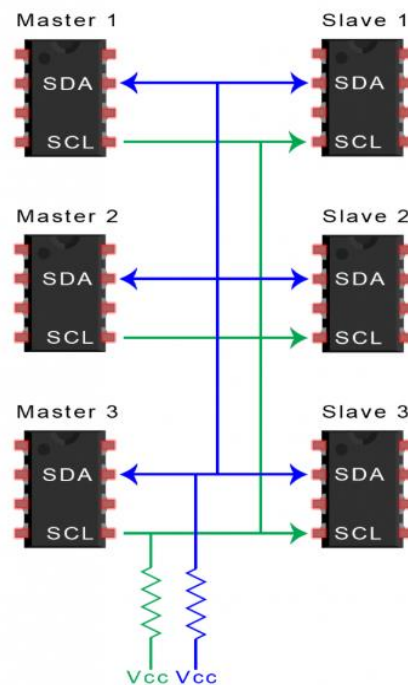 Master 1 Slave 1
SDA SDA
SCL SCL
Master 2 Slave 2
SDA SDA
SCL SCL
Master 3 Slave 3
SDA SDA
SCL SCL
Vcc Vcc